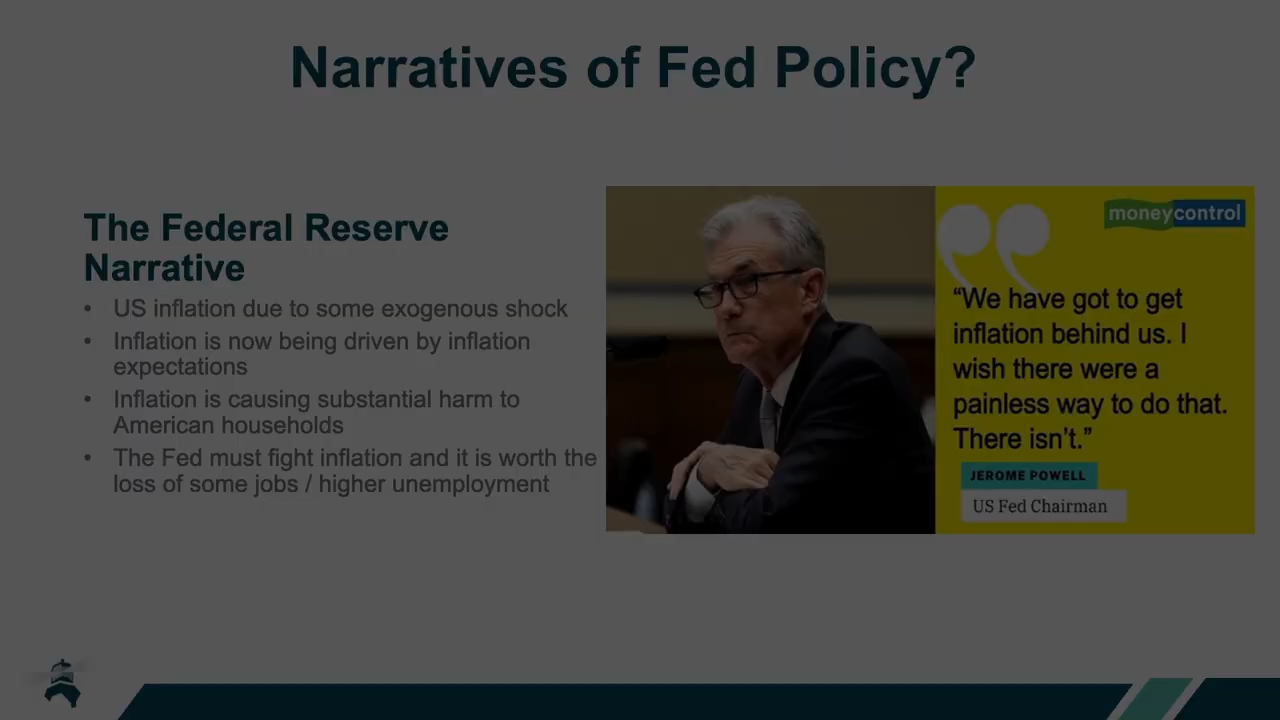 Narratives of Fed Policy?
The Federal Reserve
Narrative
• US inflation due to some exogenous shock
• Inflation is now being driven by inflation
expectations
• Inflation is causing substantial harm to
American households
• The Fed must fight inflation and it is worth the
loss of some jobs / higher unemployment
moneycontrol
“We have got to get
inflation behind us. I
wish there were a
painless way to do that.
There isn’t.”
JEROME POWELL
US Fed Chairman